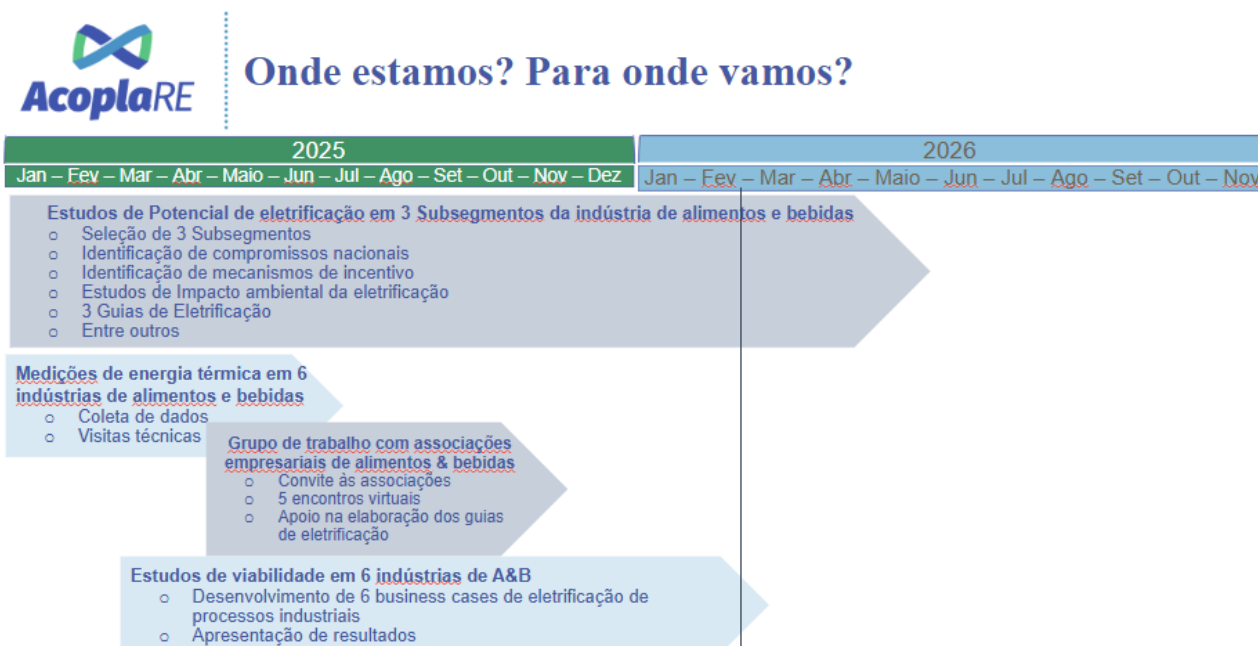 AcoplaRE
Onde estamos? Para onde vamos?
2025
2026
Jan – Fev – Mar – Abr – Maio – Jun – Jul – Ago – Set – Out – Nov – Dez
Jan – Fev – Mar – Abr – Maio – Jun – Jul – Ago – Set – Out – Nov
Estudos de Potencial de eletrificação em 3 Subsegmentos da indústria de alimentos e bebidas
o Seleção de 3 Subsegmentos
o Identificação de compromissos nacionais
o Identificação de mecanismos de incentivo
o Estudos de Impacto ambiental da eletrificação
o 3 Guias de Eletrificação
o Entre outros
Medições de energia térmica em 6
indústrias de alimentos e bebidas
o Coleta de dados
o Visitas técnicas
Grupo de trabalho com associações
empresariais de alimentos & bebidas
o Convite às associações
o 5 encontros virtuais
o Apoio na elaboração dos guias
de eletrificação
Estudos de viabilidade em 6 indústrias de A&B
o Desenvolvimento de 6 business cases de eletrificação de
processos industriais
o Apresentação de resultados